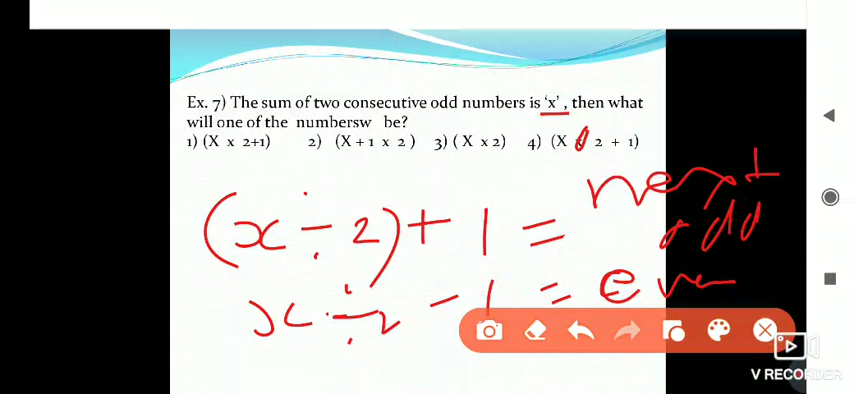 Ex. 7) The sum of two consecutive odd numbers is 'x' , then what
will one of the numbersw be?
1) (X x 2+1) 2) (X + 1 x 2 ) 3) ( X x 2) 4) (X 2 + 1)
(x ÷ 2) + 1 = next
odd
x ÷ 2 - 1 =
V RECORDER